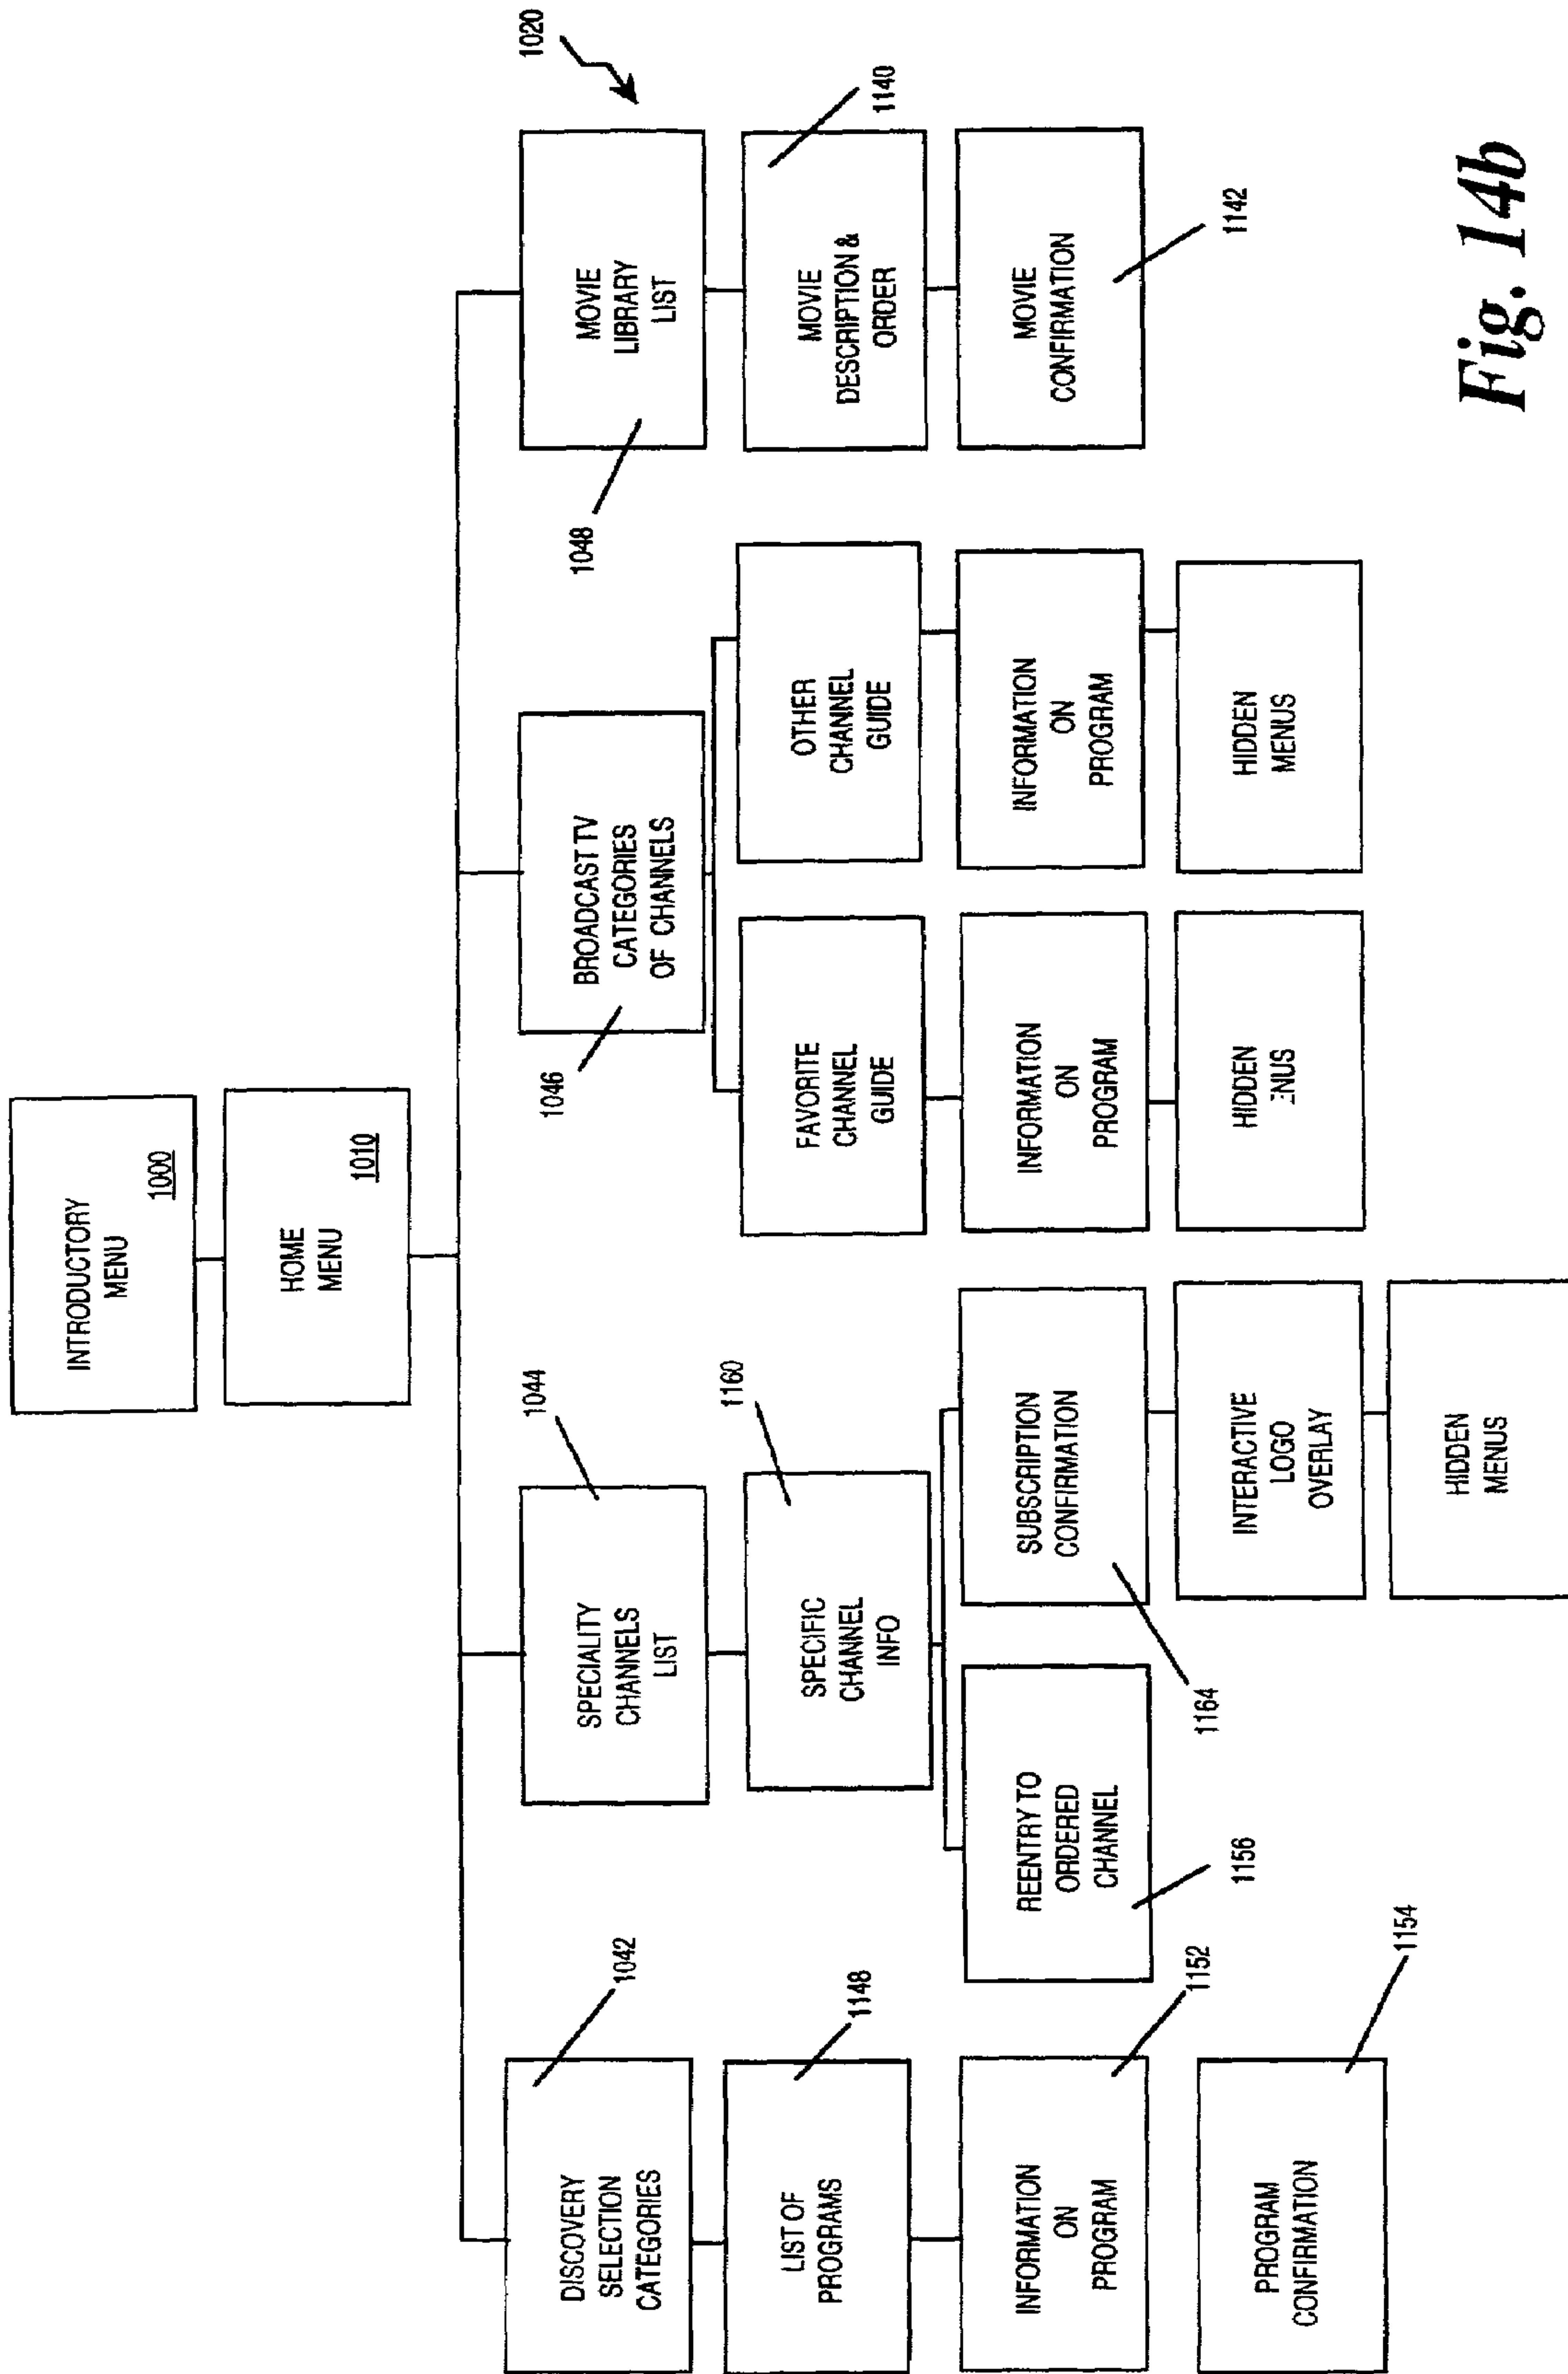 INTRODUCTORY
MENU
1000
HOME
MENU
1010
1020
DISCOVERY
SELECTION
CATEGORIES
1042
LIST OF
PROGRAMS
1148
INFORMATION
ON
PROGRAM
1152
PROGRAM
CONFIRMATION
1154
SPECIALITY
CHANNELS
LIST
1044
SPECIFIC
CHANNEL
INFO
1160
REENTRY TO
ORDERED
CHANNEL
1156
SUBSCRIPTION
CONFIRMATION
1164
INTERACTIVE
LOGO
OVERLAY
HIDDEN
MENUS
BROADCAST TV
CATEGORIES
OF CHANNELS
1046
FAVORITE
CHANNEL
GUIDE
INFORMATION
ON
PROGRAM
HIDDEN
ENUS
OTHER
CHANNEL
GUIDE
INFORMATION
ON
PROGRAM
HIDDEN
MENUS
MOVIE
LIBRARY
LIST
1048
MOVIE
DESCRIPTION &
ORDER
1140
MOVIE
CONFIRMATION
1142
Fig. 14b